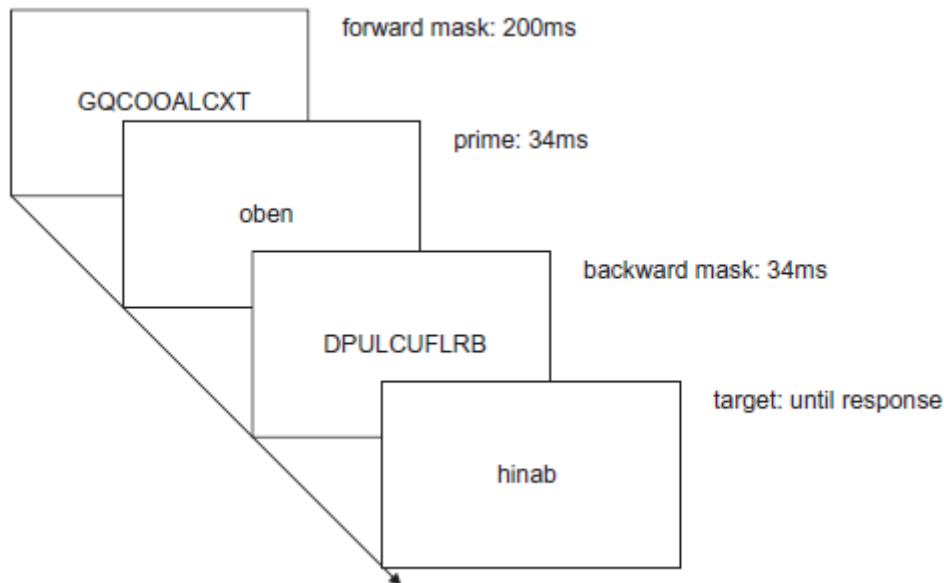 forward mask: 200ms
GQCOOALCXT
prime: 34ms
oben
backward mask: 34ms
DPULCUFLRB
target: until response
hinab